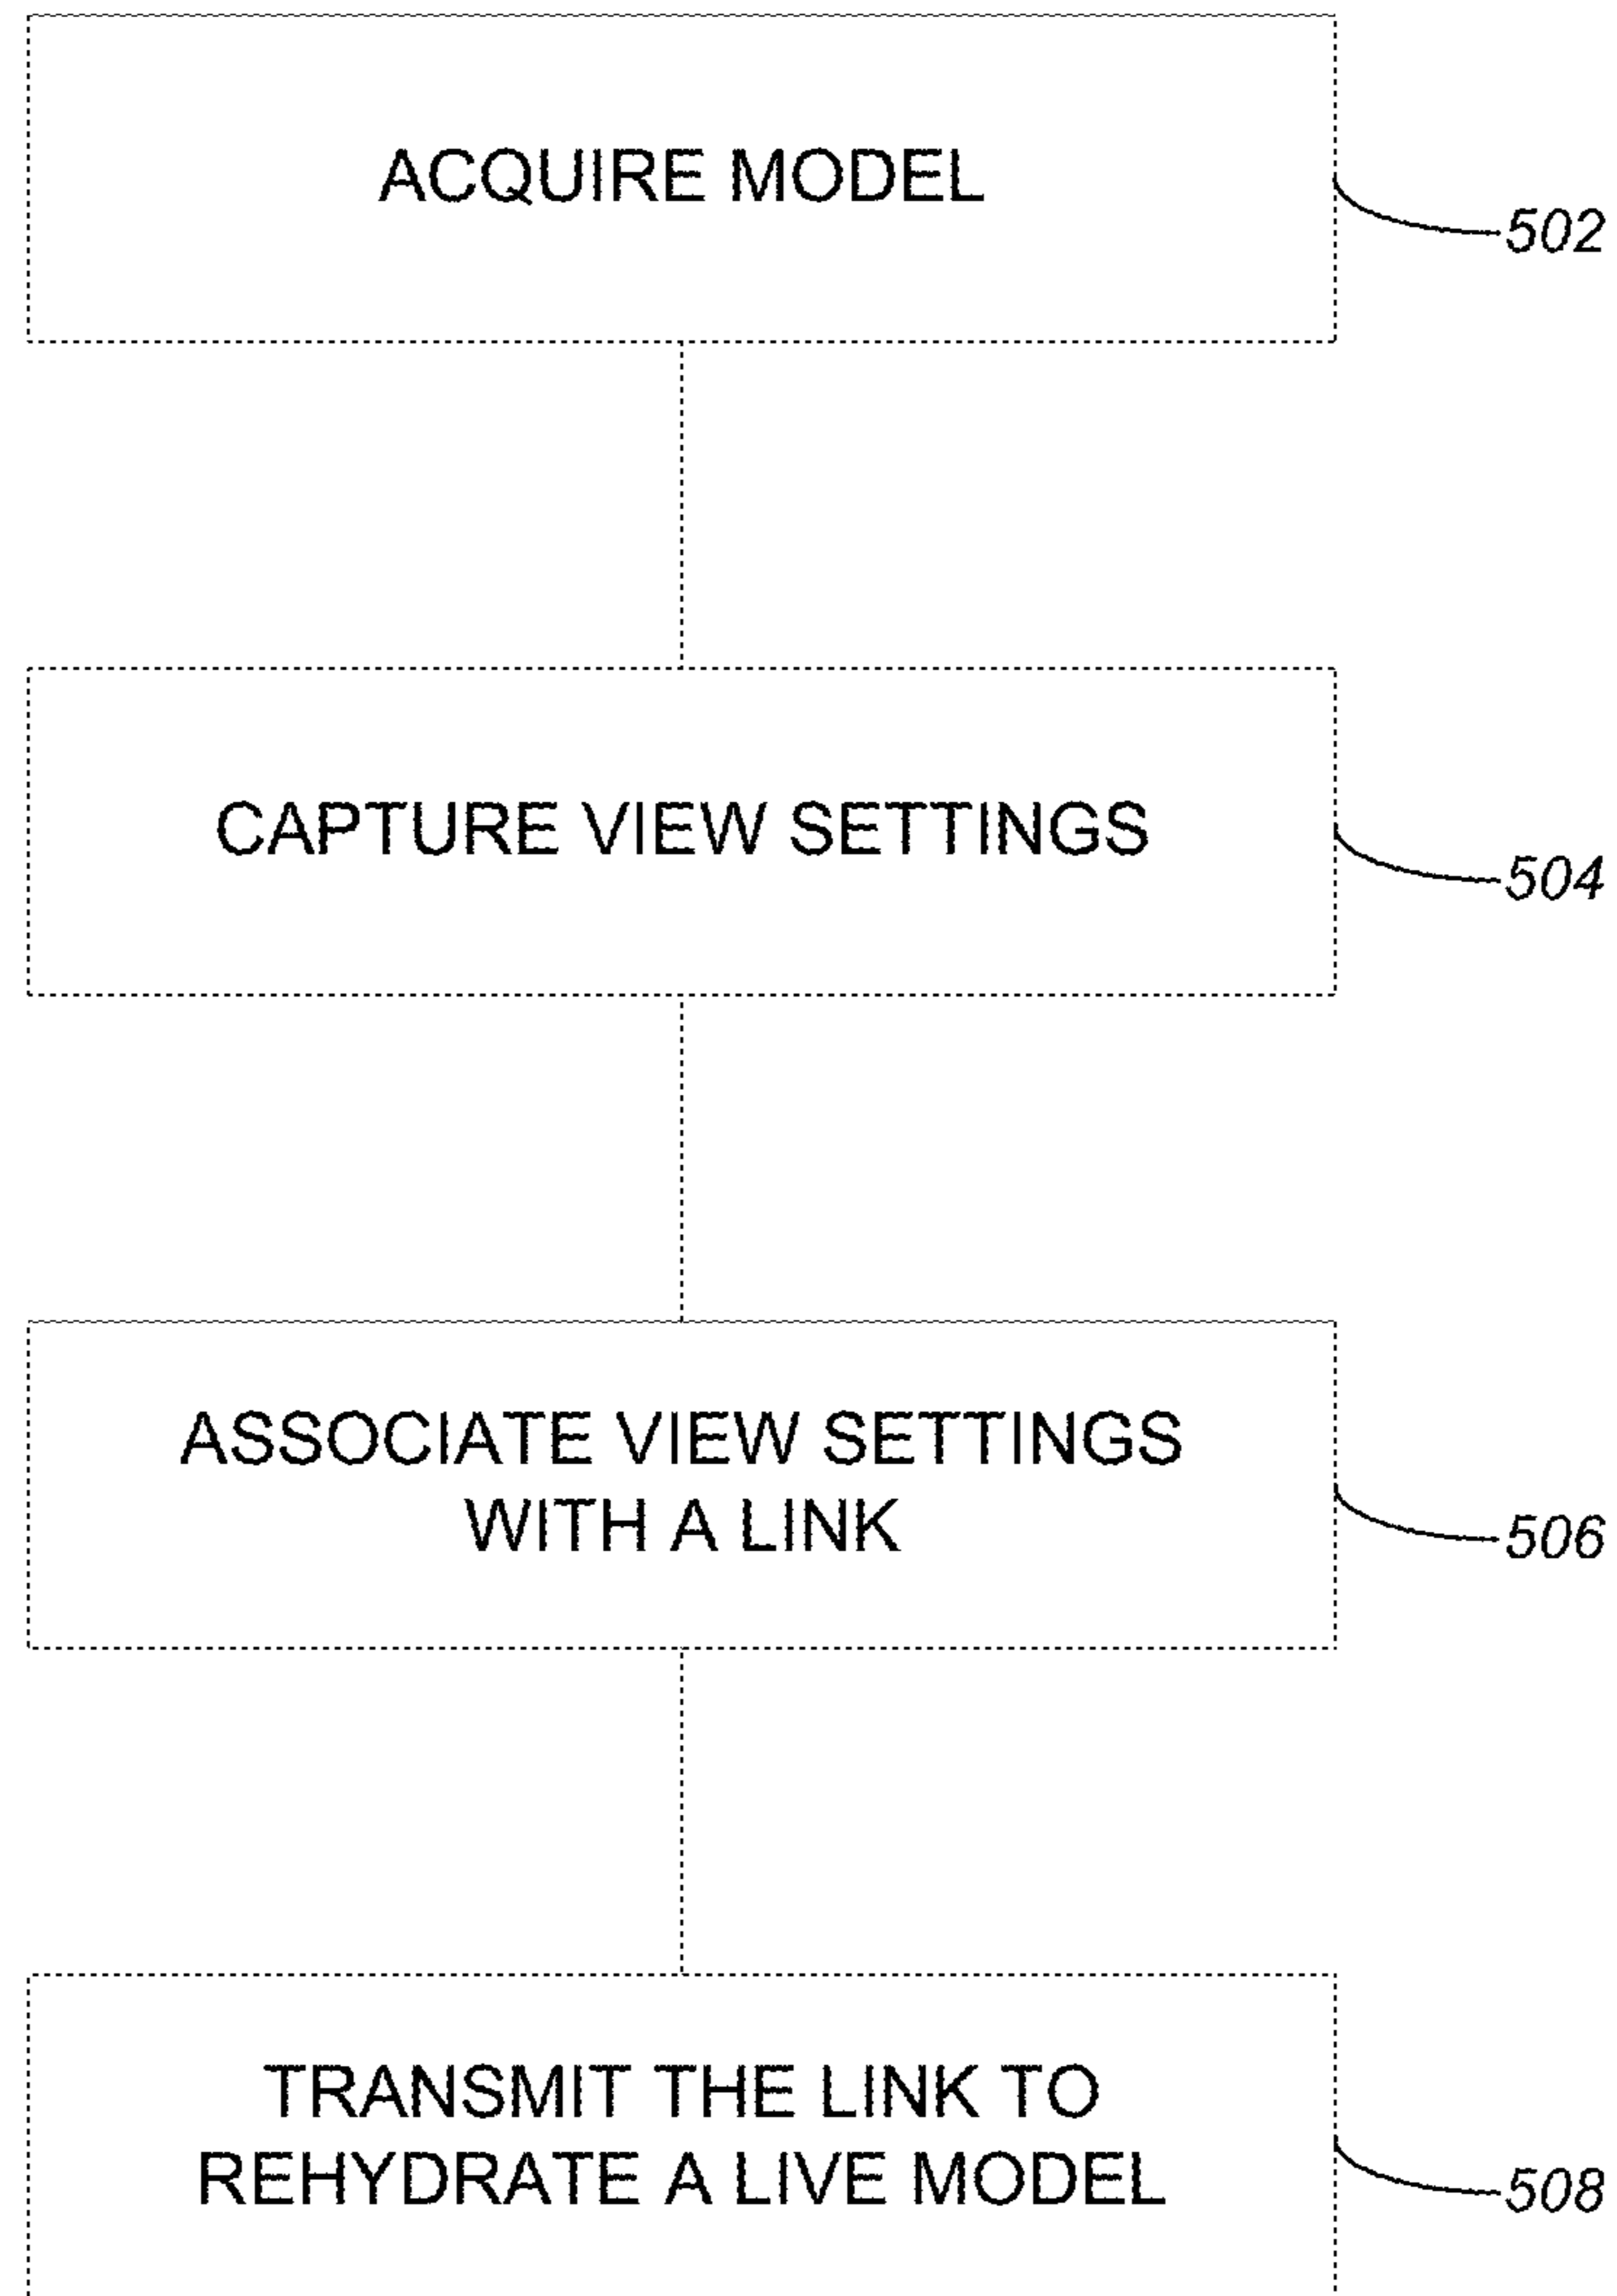 ACQUIRE MODEL
502
CAPTURE VIEW SETTINGS
504
ASSOCIATE VIEW SETTINGS
WITH A LINK
506
TRANSMIT THE LINK TO
REHYDRATE A LIVE MODEL
508